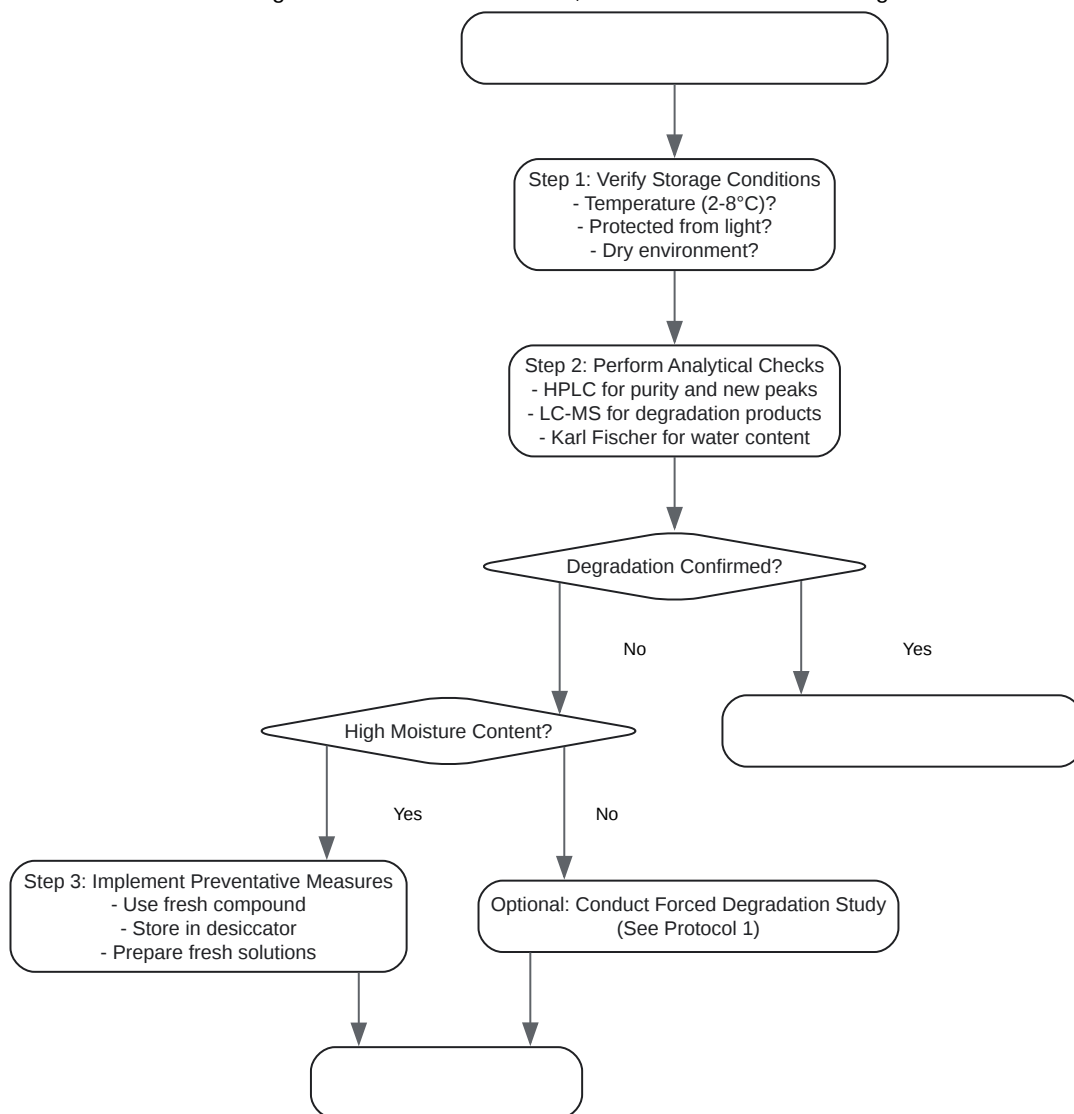 Step 1: Verify Storage Conditions
- Temperature (2-8°C)?
- Protected from light?
- Dry environment?
Step 2: Perform Analytical Checks
- HPLC for purity and new peaks
- LC-MS for degradation products
- Karl Fischer for water content
Degradation Confirmed?
No
Yes
High Moisture Content?
Yes
No
Step 3: Implement Preventative Measures
- Use fresh compound
- Store in desiccator
- Prepare fresh solutions
Optional: Conduct Forced Degradation Study
(See Protocol 1)